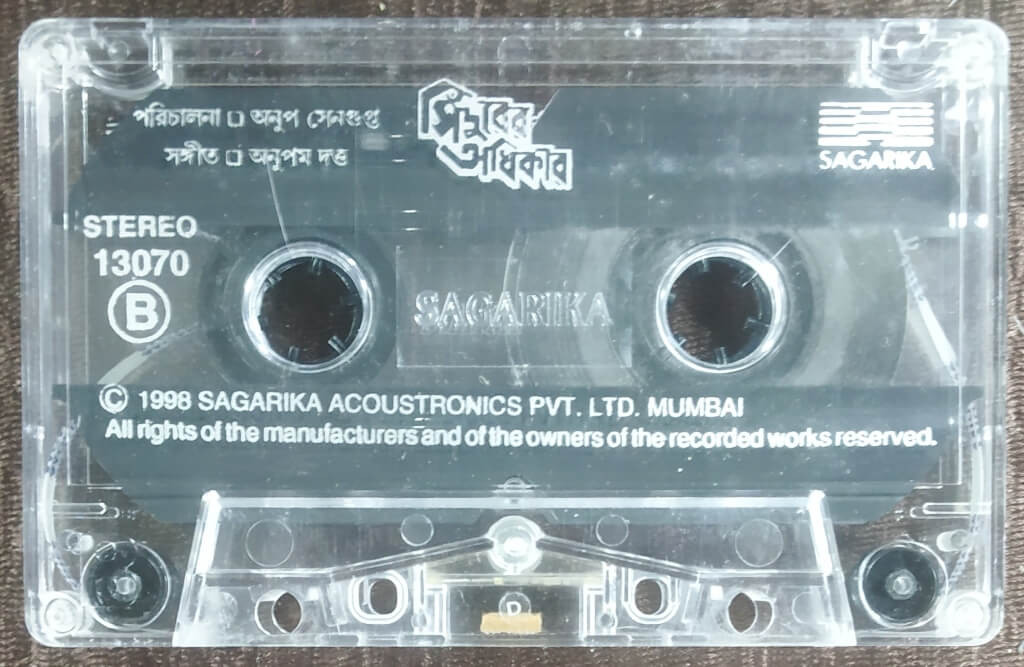 পরিচালনা □ অনুপ সেনগুপ্ত
সঙ্গীত □ অনুপম দত্ত
সিঁদুরের
অধিকার
SAGARIKA
STEREO
13070
B
SAGARIKA
© 1998 SAGARIKA ACOUSTRONICS PVT. LTD. MUMBAI
All rights of the manufacturers and of the owners of the recorded works reserved.